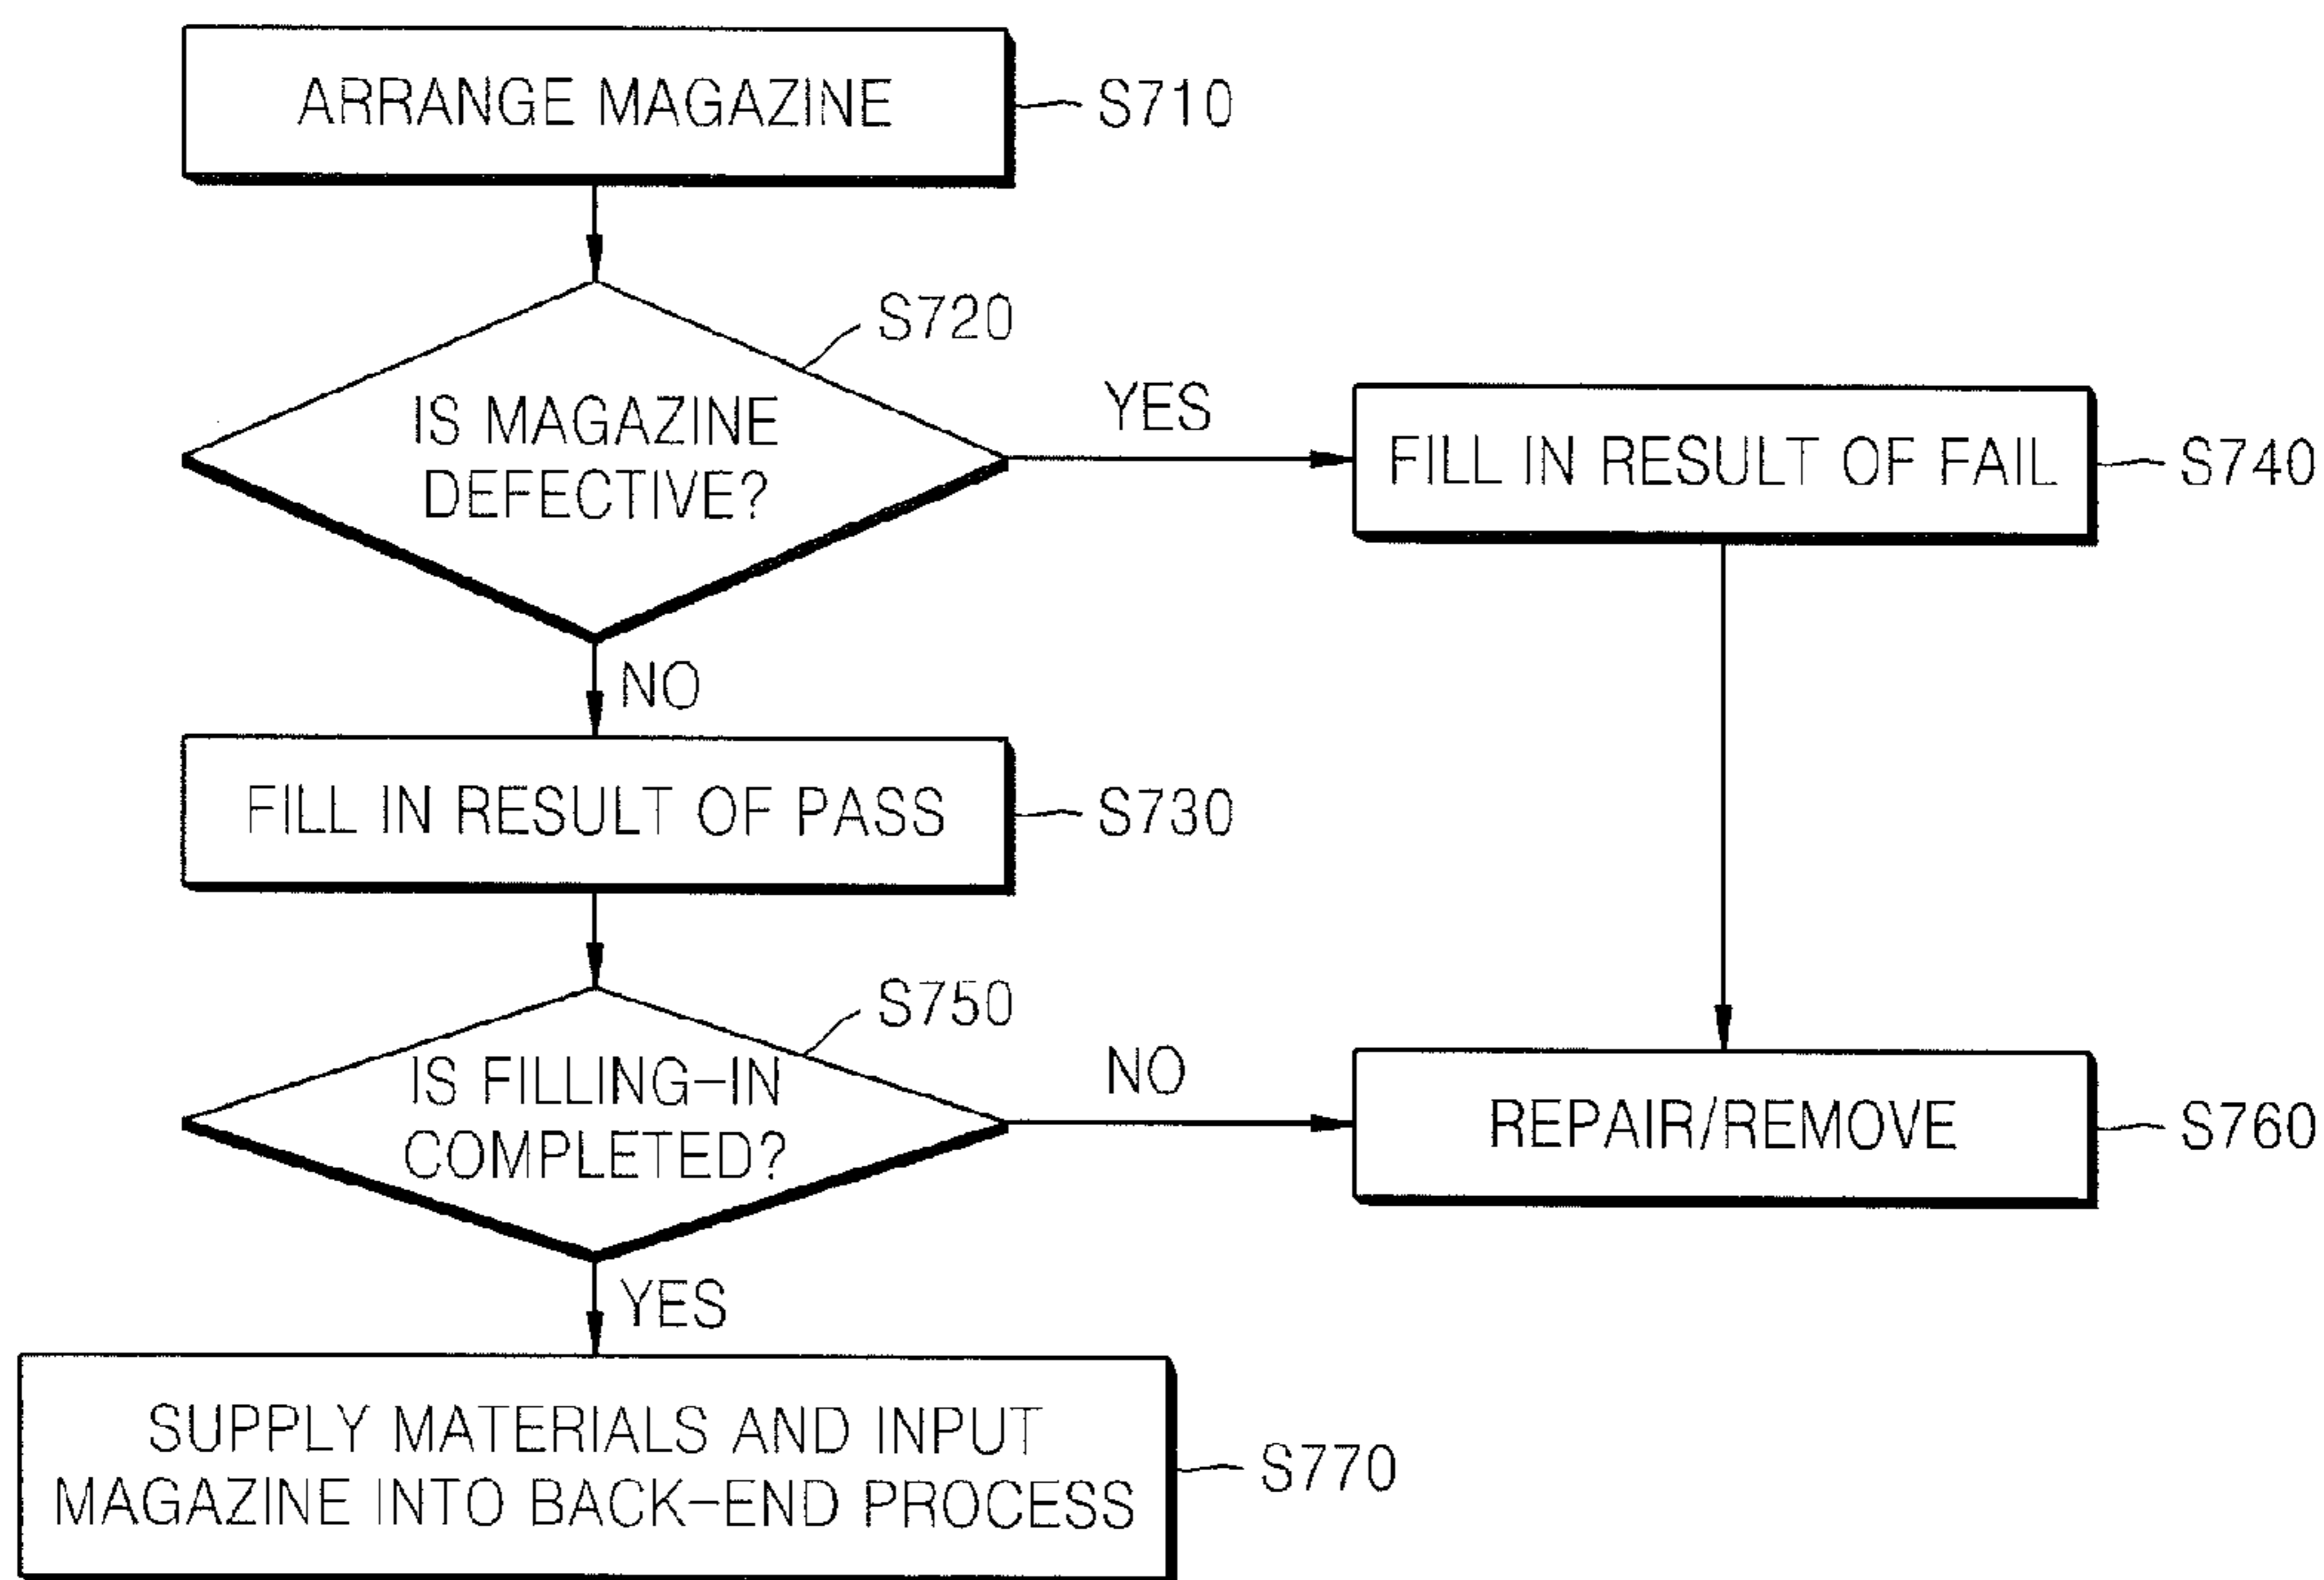 ARRANGE MAGAZINE
S710
S720
IS MAGAZINE
DEFECTIVE?
YES
FILL IN RESULT OF FAIL
S740
NO
FILL IN RESULT OF PASS
S730
S750
IS FILLING-IN
COMPLETED?
NO
REPAIR/REMOVE
S760
YES
SUPPLY MATERIALS AND INPUT
MAGAZINE INTO BACK-END PROCESS
S770